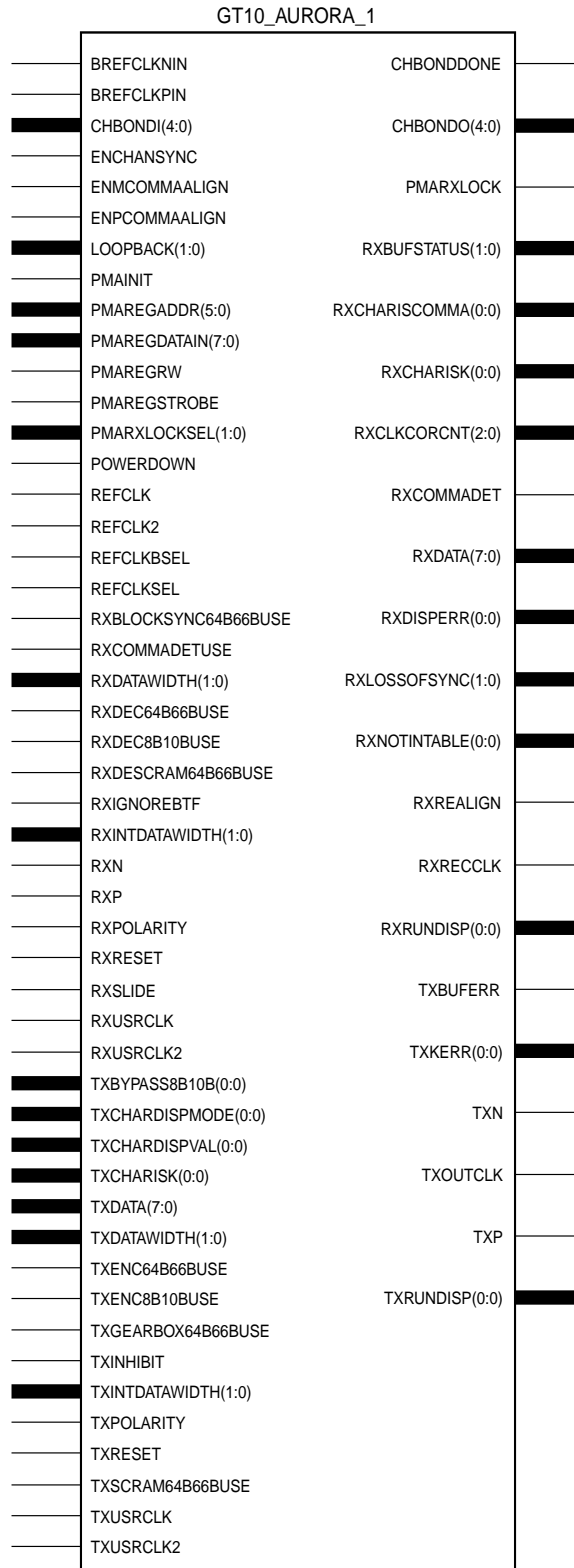 GT10_AURORA_1
BREFCLKNIN
BREFCLKPIN
CHBONDI(4:0)
ENCHANSYNC
ENMCOMMAALIGN
ENPCOMMAALIGN
LOOPBACK(1:0)
PMAINIT
PMAREGADDR(5:0)
PMAREGDATAIN(7:0)
PMAREGRW
PMAREGSTROBE
PMARXLOCKSEL(1:0)
POWERDOWN
REFCLK
REFCLK2
REFCLKBSEL
REFCLKSEL
RXBLOCKSYNC64B66BUSE
RXCOMMADETUSE
RXDATAWIDTH(1:0)
RXDEC64B66BUSE
RXDEC8B10BUSE
RXDESCRAM64B66BUSE
RXIGNOREBTF
RXINTDATAWIDTH(1:0)
RXN
RXP
RXPOLARITY
RXRESET
RXSLIDE
RXUSRCLK
RXUSRCLK2
TXBYPASS8B10B(0:0)
TXCHARDISPMODE(0:0)
TXCHARDISPVAL(0:0)
TXCHARISK(0:0)
TXDATA(7:0)
TXDATAWIDTH(1:0)
TXENC64B66BUSE
TXENC8B10BUSE
TXGEARBOX64B66BUSE
TXINHIBIT
TXINTDATAWIDTH(1:0)
TXPOLARITY
TXRESET
TXSCRAM64B66BUSE
TXUSRCLK
TXUSRCLK2
CHBONDDONE
CHBONDO(4:0)
PMARXLOCK
RXBUFSTATUS(1:0)
RXCHARISCOMMA(0:0)
RXCHARISK(0:0)
RXCLKCORCNT(2:0)
RXCOMMADET
RXDATA(7:0)
RXDISPERR(0:0)
RXLOSSOFSYNC(1:0)
RXNOTINTABLE(0:0)
RXREALIGN
RXRECCLK
RXRUNDISP(0:0)
TXBUFERR
TXKERR(0:0)
TXN
TXOUTCLK
TXP
TXRUNDISP(0:0)